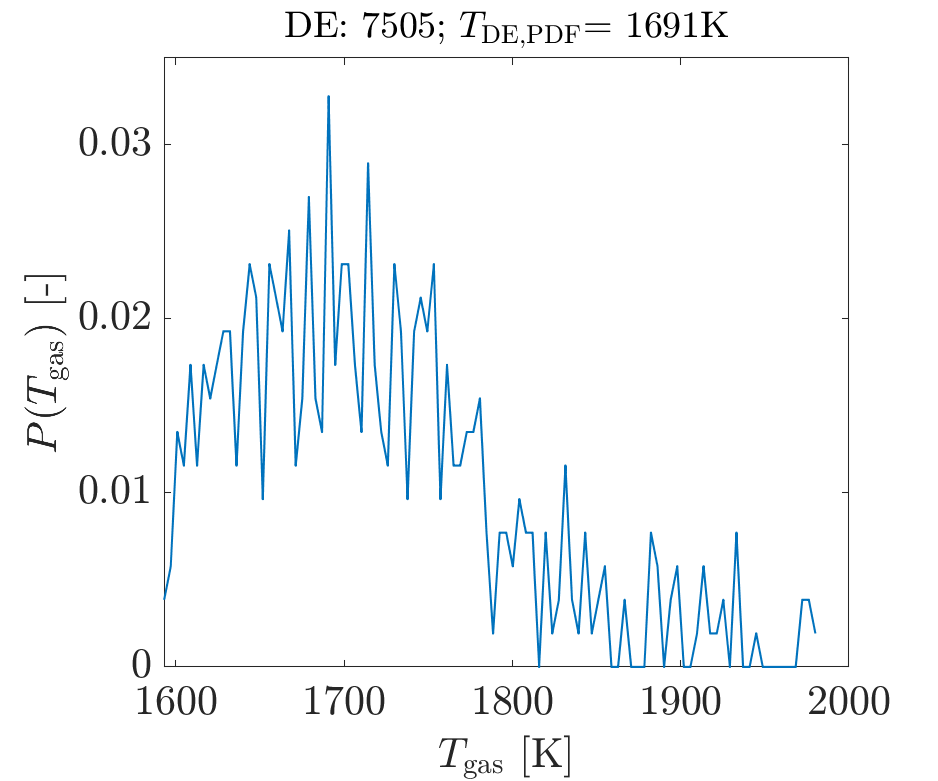 DE: 7505; T_DE,PDF= 1691K
P(T_gas) [-]
0.03
0.02
0.01
0
1600 1700 1800 1900 2000
T_gas [K]